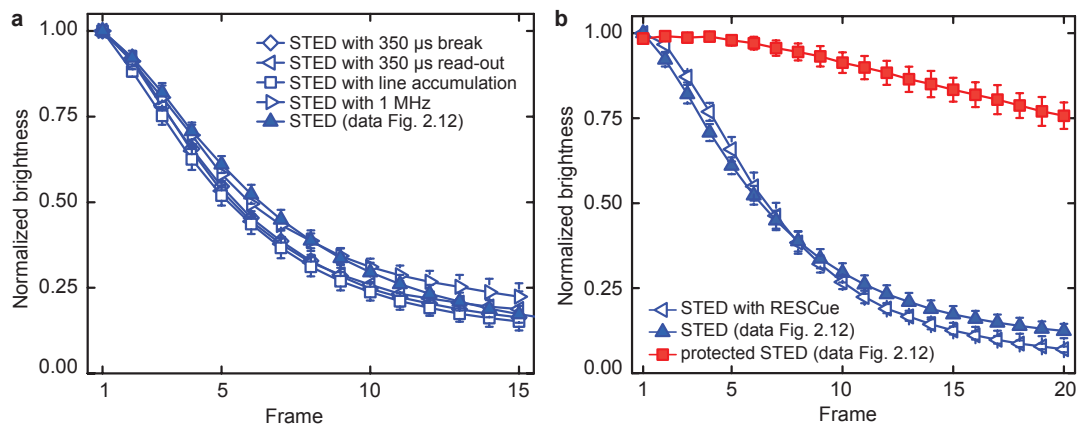 a
1.00
0.75
0.50
0.25
0.00
Normalized brightness
STED with 350 µs break
STED with 350 µs read-out
STED with line accumulation
STED with 1 MHz
STED (data Fig. 2.12)
1 5 10 15
Frame
b
1.00
0.75
0.50
0.25
0.00
Normalized brightness
STED with RESCue
STED (data Fig. 2.12)
protected STED (data Fig. 2.12)
1 5 10 15 20
Frame